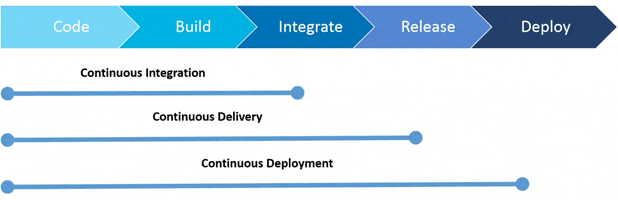 Code Build Integrate Release Deploy
Continuous Integration
Continuous Delivery
Continuous Deployment